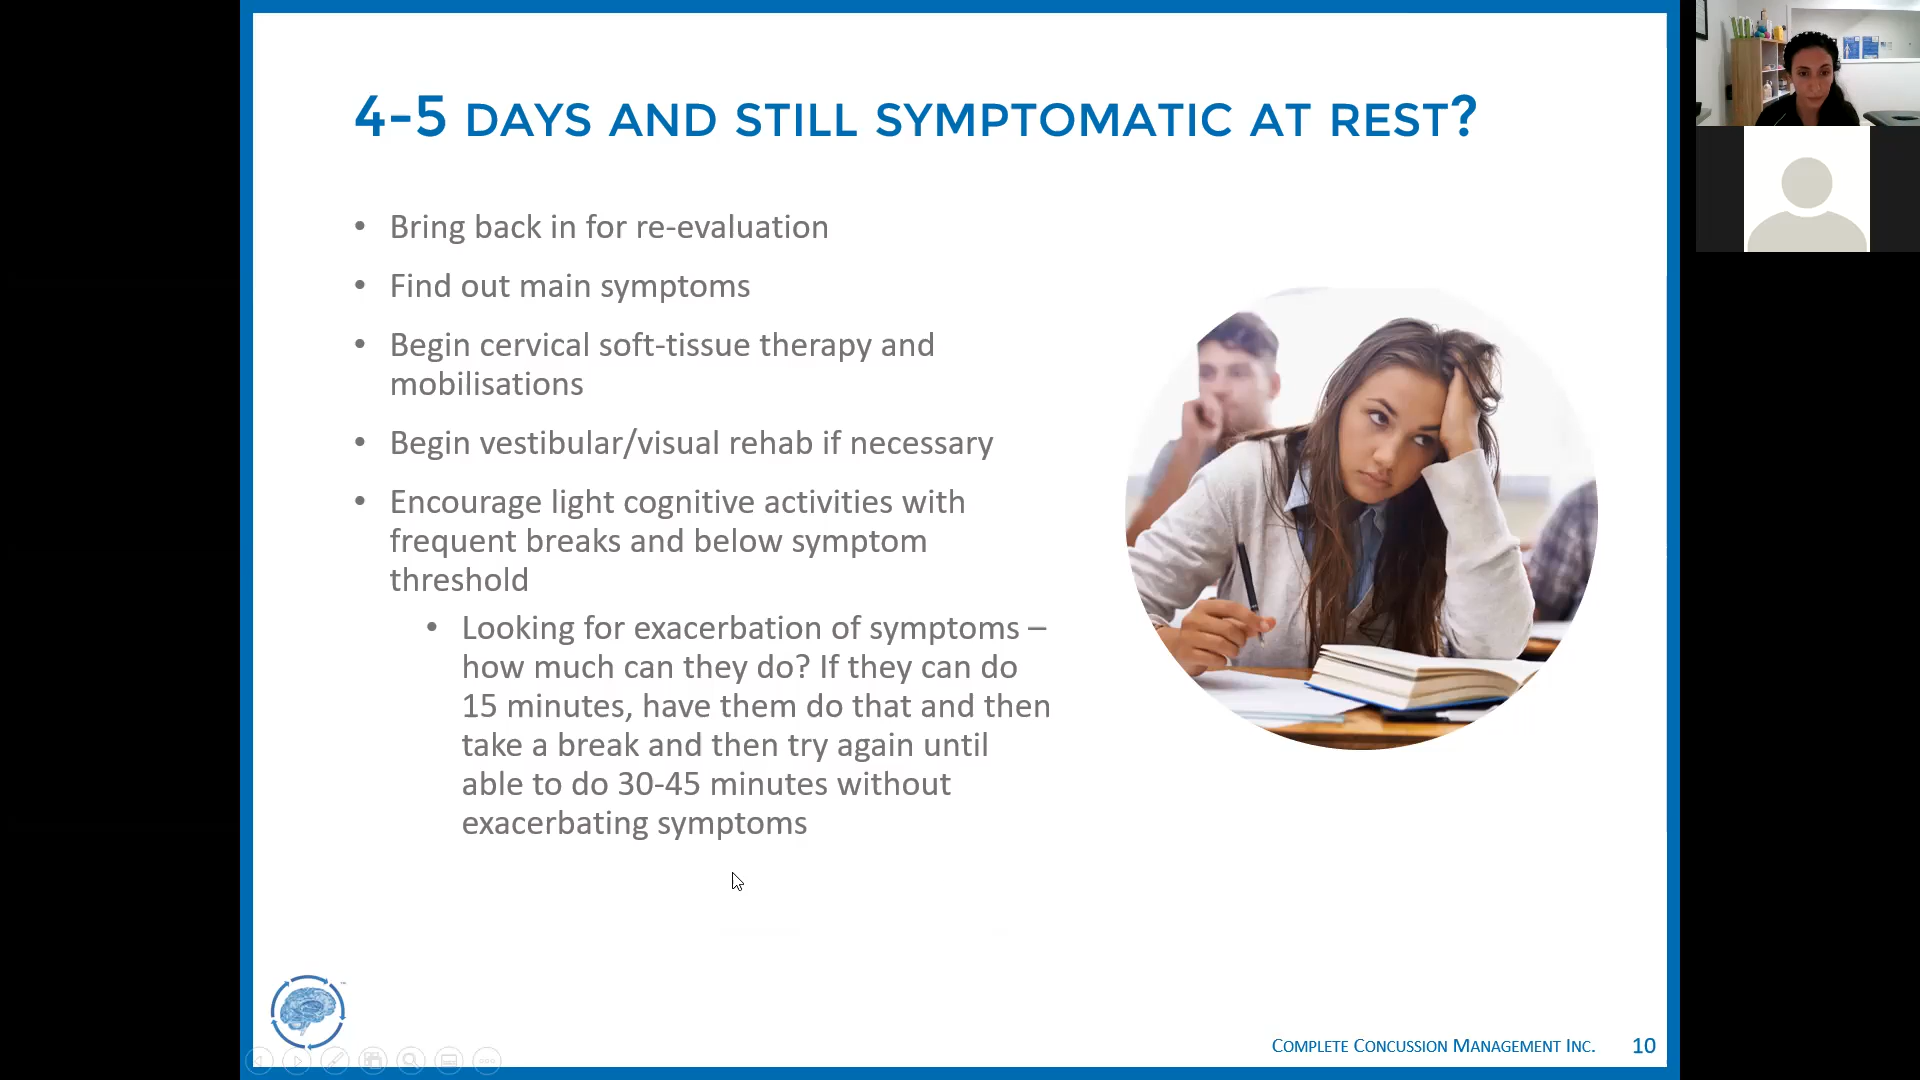 4-5 DAYS AND STILL SYMPTOMATIC AT REST?
• Bring back in for re-evaluation
• Find out main symptoms
• Begin cervical soft-tissue therapy and
mobilisations
• Begin vestibular/visual rehab if necessary
• Encourage light cognitive activities with
frequent breaks and below symptom
threshold
• Looking for exacerbation of symptoms –
how much can they do? If they can do
15 minutes, have them do that and then
take a break and then try again until
able to do 30-45 minutes without
exacerbating symptoms
COMPLETE CONCUSSION MANAGEMENT INC. 10